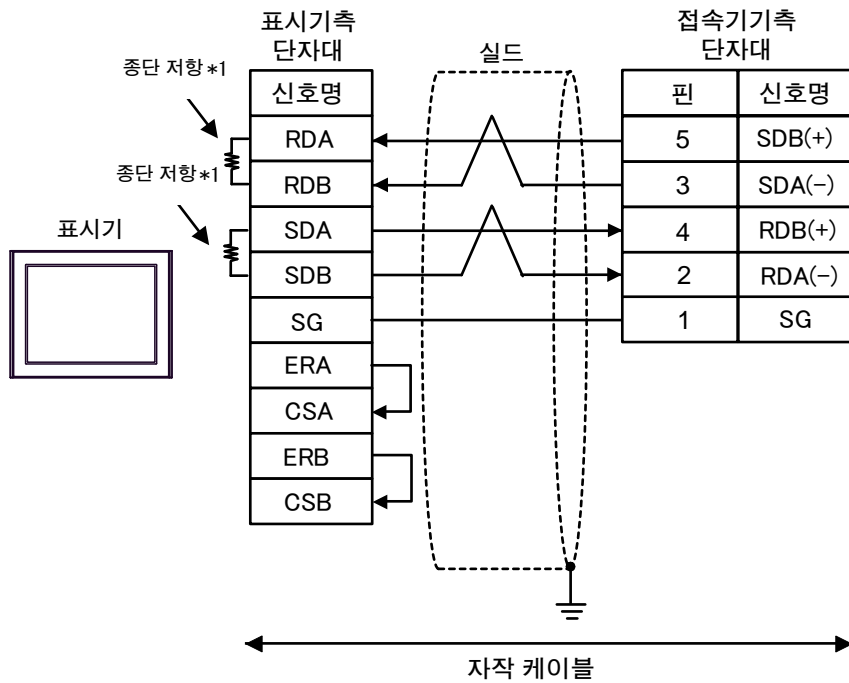 표시기측
단자대
접속기기측
단자대
실드
종단 저항*1
종단 저항*1
표시기
신호명
RDA
RDB
SDA
SDB
SG
ERA
CSA
ERB
CSB
핀 신호명
5 SDB(+)
3 SDA(-)
4 RDB(+)
2 RDA(-)
1 SG
자작 케이블